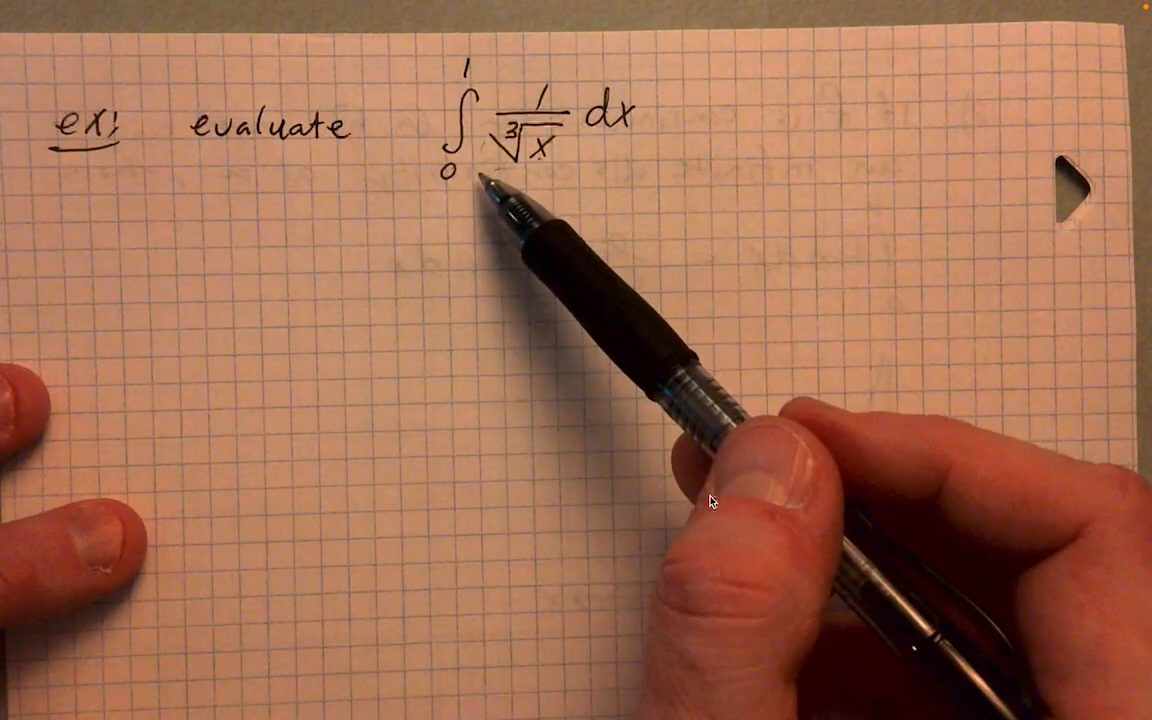 ex: evaluate ∫₀¹ 1/∛x dx